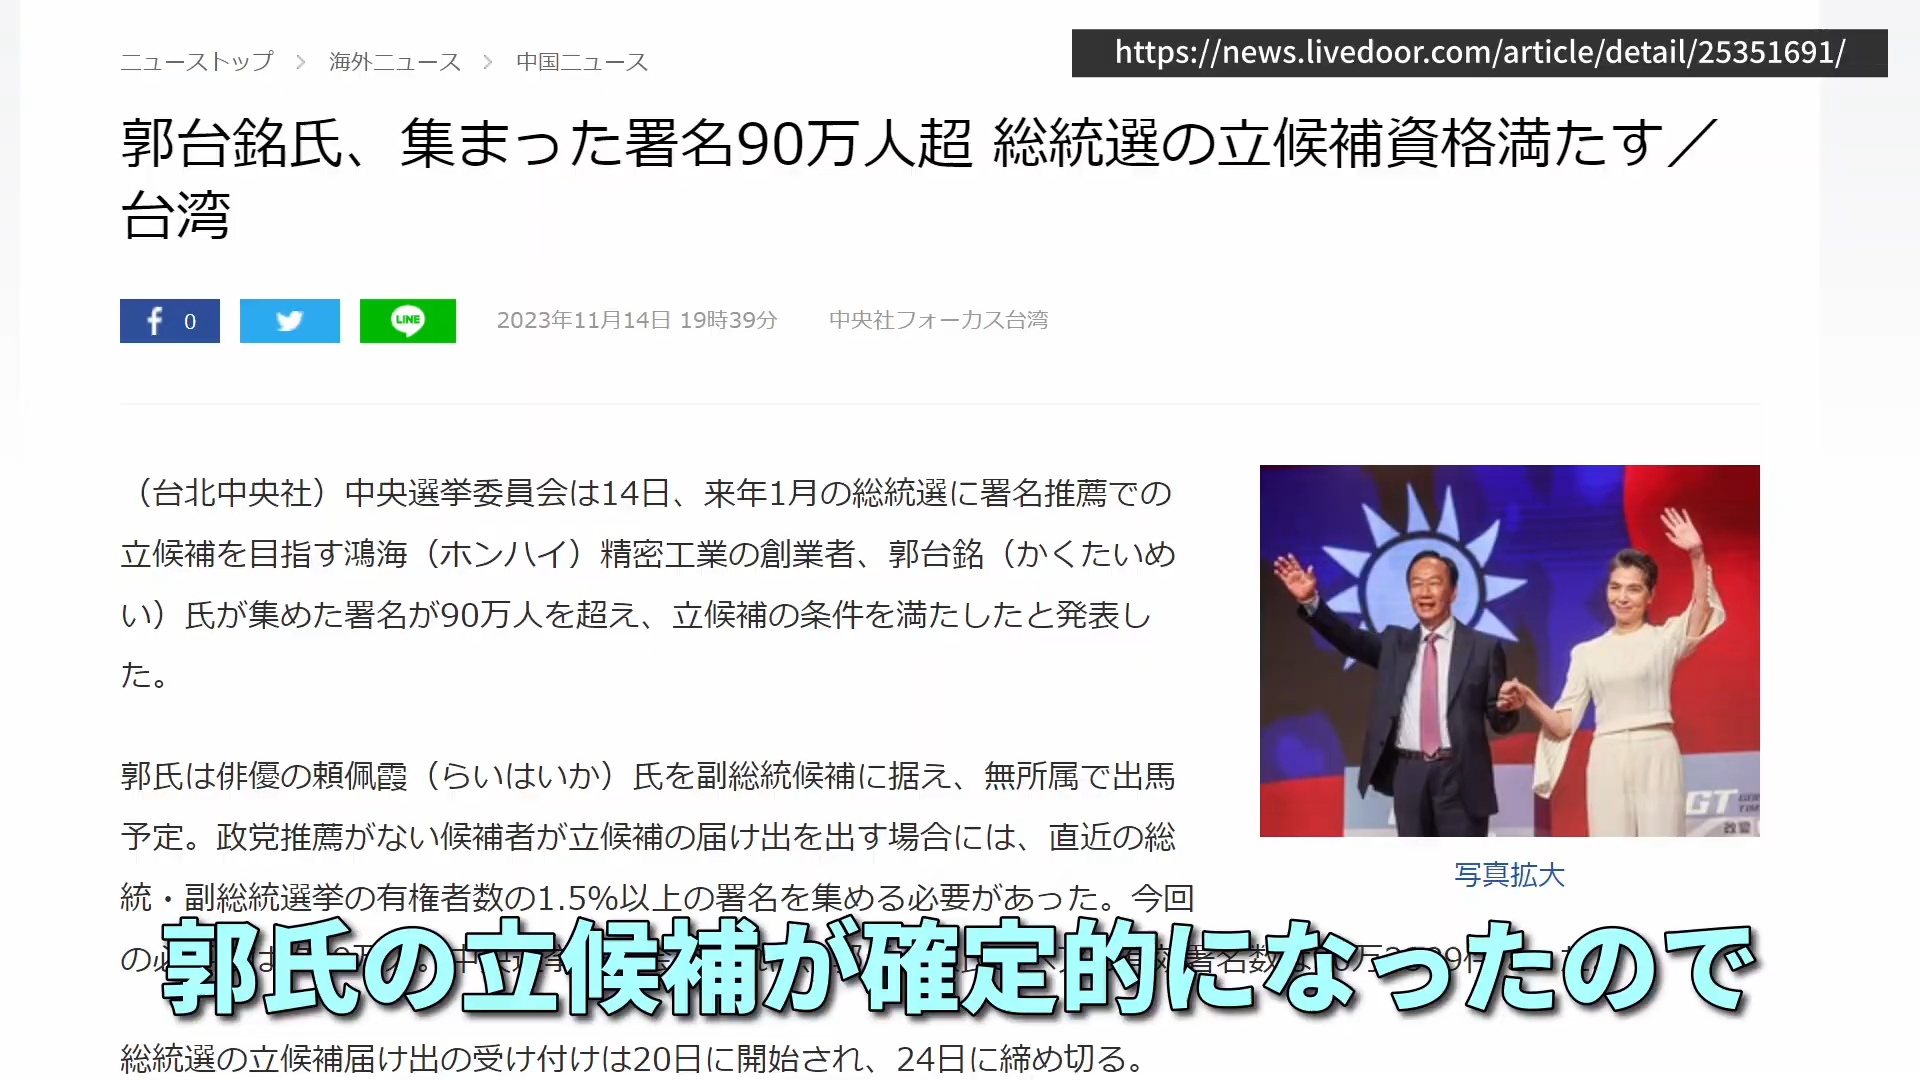 ニューストップ > 海外ニュース > 中国ニュース
https://news.livedoor.com/article/detail/25351691/
郭台銘氏、集まった署名90万人超 総統選の立候補資格満たす／
台湾
0
LINE
2023年11月14日 19時39分
中央社フォーカス台湾
（台北中央社）中央選挙委員会は14日、来年1月の総統選に署名推薦での
立候補を目指す鴻海（ホンハイ）精密工業の創業者、郭台銘（かくたいめ
い）氏が集めた署名が90万人を超え、立候補の条件を満たしたと発表し
た。
GT
写真拡大
郭氏は俳優の頼佩霞（らいはいか）氏を副総統候補に据え、無所属で出馬
予定。政党推薦がない候補者が立候補の届け出を出す場合には、直近の総
統・副総統選挙の有権者数の1.5%以上の署名を集める必要があった。今回
郭氏の立候補が確定的になったので
総統選の立候補届け出の受け付けは20日に開始され、24日に締め切る。